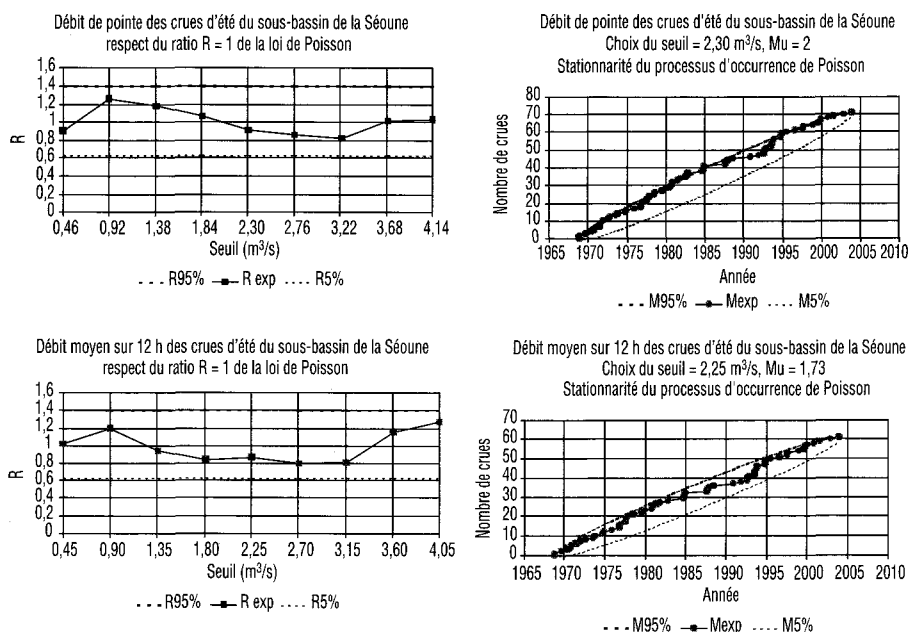 Débit de pointe des crues d'été du sous-bassin de la Séoune
respect du ratio R = 1 de la loi de Poisson
1,6
1,4
1,2
1
0,8
0,6
0,4
0,2
0
R
0,46 0,92 1,38 1,84 2,30 2,76 3,22 3,68 4,14
Seuil (m³/s)
R95% R exp R5%
Débit de pointe des crues d'été du sous-bassin de la Séoune
Choix du seuil = 2,30 m³/s, Mu = 2
Stationnarité du processus d'occurrence de Poisson
80
70
60
50
40
30
20
10
0
Nombre de crues
1965 1970 1975 1980 1985 1990 1995 2000 2005 2010
Année
M95% Mexp M5%
Débit moyen sur 12 h des crues d'été du sous-bassin de la Séoune
respect du ratio R = 1 de la loi de Poisson
1,6
1,4
1,2
1
0,8
0,6
0,4
0,2
0
R
0,45 0,90 1,35 1,80 2,25 2,70 3,15 3,60 4,05
Seuil (m³/s)
R95% R exp R5%
Débit moyen sur 12 h des crues d'été du sous-bassin de la Séoune
Choix du seuil = 2,25 m³/s, Mu = 1,73
Stationnarité du processus d'occurrence de Poisson
70
60
50
40
30
20
10
0
Nombre de crues
1965 1970 1975 1980 1985 1990 1995 2000 2005 2010
Année
M95% Mexp M5%